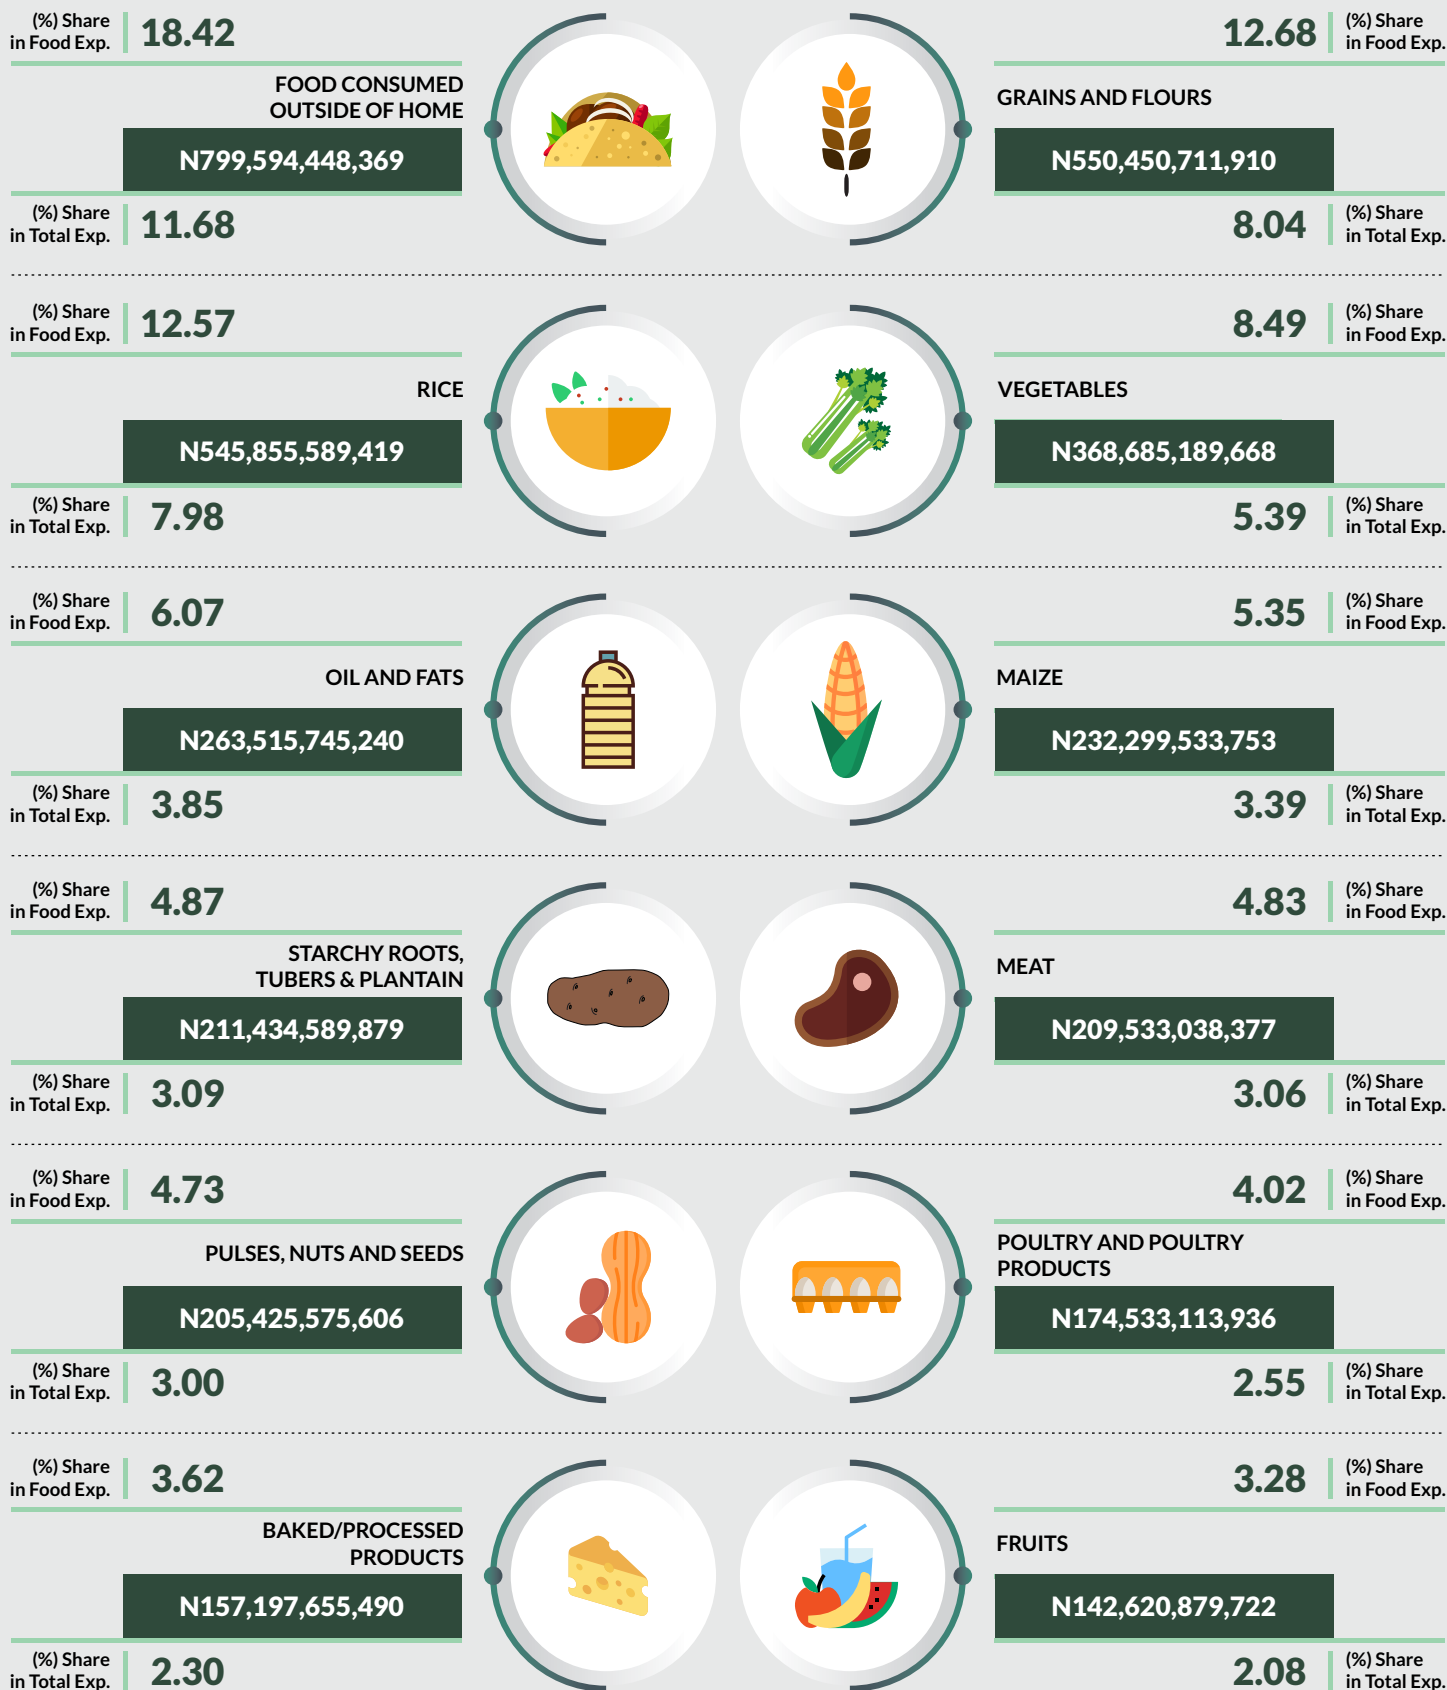 (%) Share
in Food Exp.
18.42
FOOD CONSUMED
OUTSIDE OF HOME
N799,594,448,369
(%) Share
in Total Exp.
11.68
12.68
(%) Share
in Food Exp.
GRAINS AND FLOURS
N550,450,711,910
8.04
(%) Share
in Total Exp.
(%) Share
in Food Exp.
12.57
RICE
N545,855,589,419
(%) Share
in Total Exp.
7.98
8.49
(%) Share
in Food Exp.
VEGETABLES
N368,685,189,668
5.39
(%) Share
in Total Exp.
(%) Share
in Food Exp.
6.07
OIL AND FATS
N263,515,745,240
(%) Share
in Total Exp.
3.85
5.35
(%) Share
in Food Exp.
MAIZE
N232,299,533,753
3.39
(%) Share
in Total Exp.
(%) Share
in Food Exp.
4.87
STARCHY ROOTS,
TUBERS & PLANTAIN
N211,434,589,879
(%) Share
in Total Exp.
3.09
4.83
(%) Share
in Food Exp.
MEAT
N209,533,038,377
3.06
(%) Share
in Total Exp.
(%) Share
in Food Exp.
4.73
PULSES, NUTS AND SEEDS
N205,425,575,606
(%) Share
in Total Exp.
3.00
4.02
(%) Share
in Food Exp.
POULTRY AND POULTRY
PRODUCTS
N174,533,113,936
2.55
(%) Share
in Total Exp.
(%) Share
in Food Exp.
3.62
BAKED/PROCESSED
PRODUCTS
N157,197,655,490
(%) Share
in Total Exp.
2.30
3.28
(%) Share
in Food Exp.
FRUITS
N142,620,879,722
2.08
(%) Share
in Total Exp.